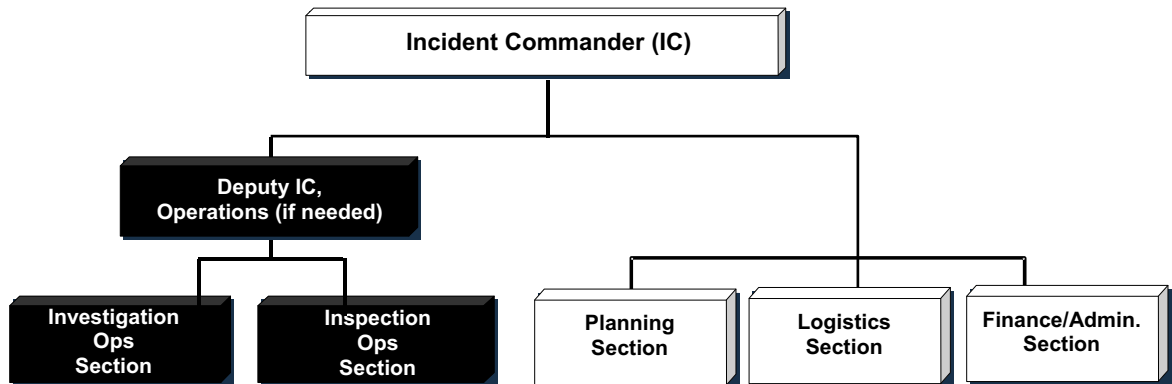 Incident Commander (IC)
Deputy IC,
Operations (if needed)
Investigation
Ops
Section
Inspection
Ops
Section
Planning
Section
Logistics
Section
Finance/Admin.
Section